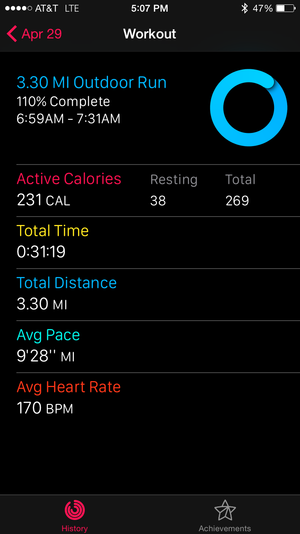 AT&T LTE 5:07 PM 47%
Apr 29 Workout
3.30 MI Outdoor Run
110% Complete
6:59AM - 7:31AM
Active Calories Resting Total
231 CAL 38 269
Total Time
0:31:19
Total Distance
3.30 MI
Avg Pace
9'28'' MI
Avg Heart Rate
170 BPM
History Achievements